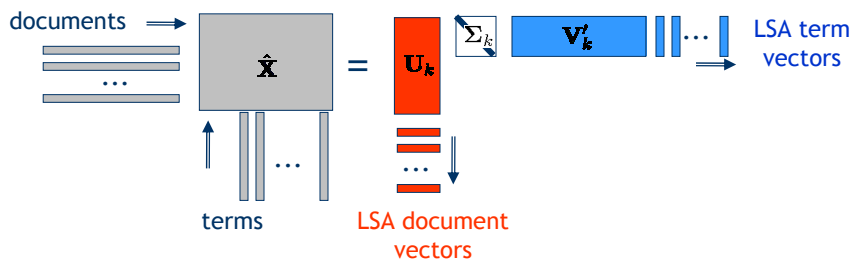 documents
...
X̂ = U_k Σ_k V′_k ...
LSA term
vectors
...
...
terms
LSA document
vectors